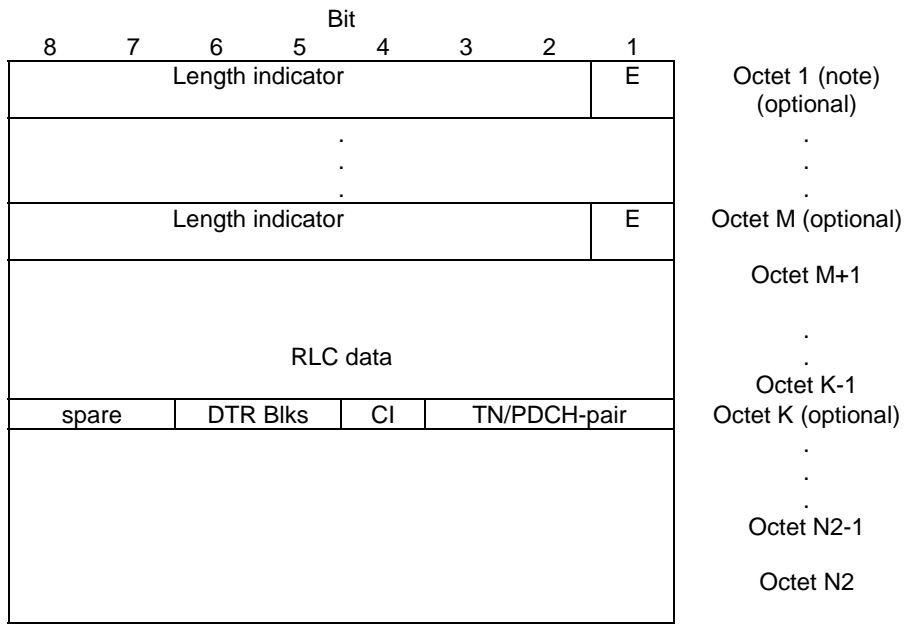 Bit
8 7 6 5 4 3 2 1
Length indicator E Octet 1 (note)
(optional)
. .
. .
. .
Length indicator E Octet M (optional)
Octet M+1
.
RLC data .
Octet K-1
spare DTR Blks CI TN/PDCH-pair Octet K (optional)
.
.
.
Octet N2-1
Octet N2